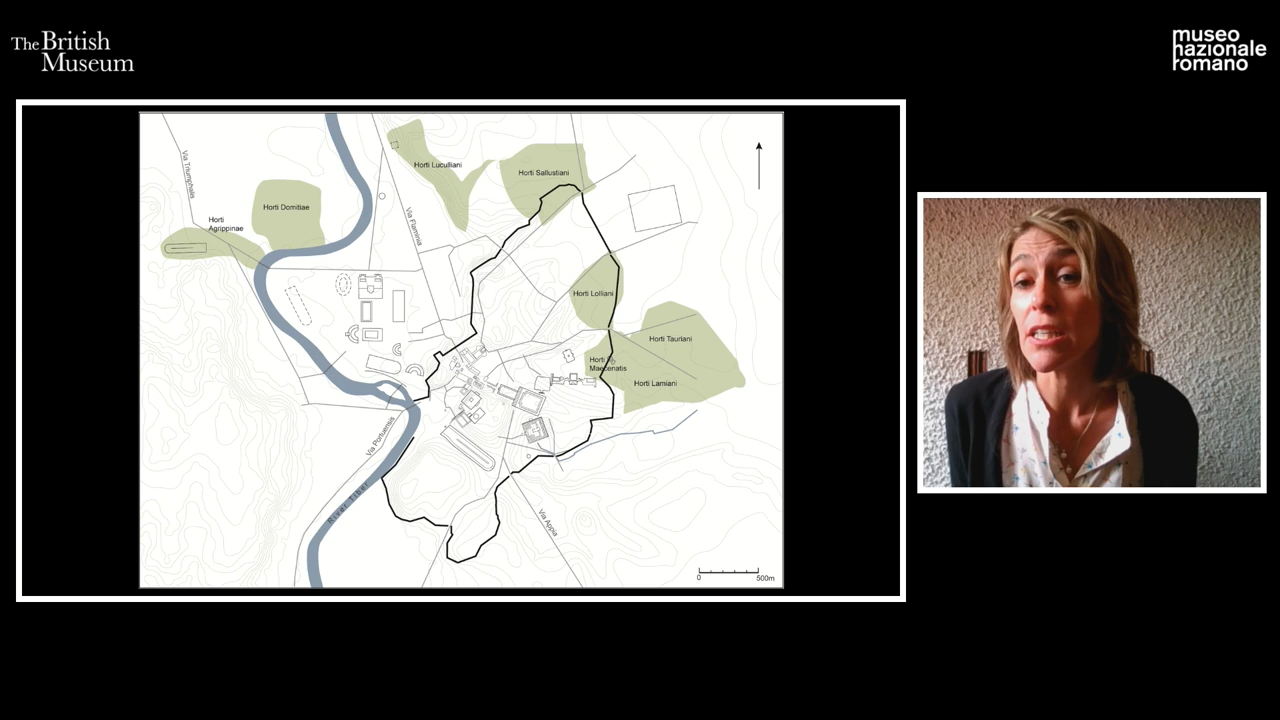 The British
Museum
museo
nazionale
romano
Via Triumphalis
Horti Luculliani
Horti Sallustiani
Horti Domitiae
Horti
Agrippinae
Via Flaminia
Horti Lolliani
Horti Tauriani
Horti
Maecenatis
Horti Lamiani
Via Portuensis
River Tiber
Via Appia
0
500m